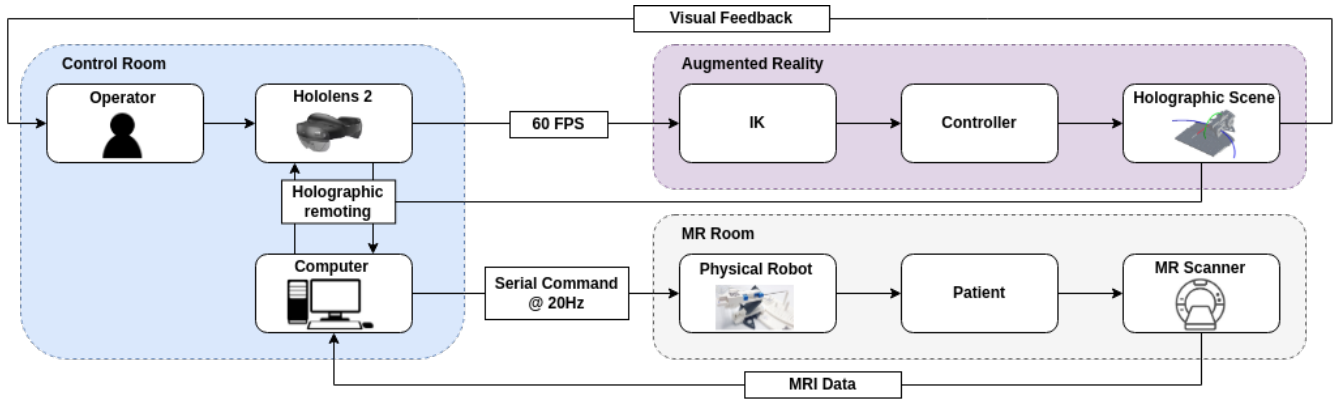 Visual Feedback
Control Room
Augmented Reality
Operator
Hololens 2
60 FPS
IK
Controller
Holographic Scene
Holographic
remoting
MR Room
Computer
Serial Command
@ 20Hz
Physical Robot
Patient
MR Scanner
MRI Data